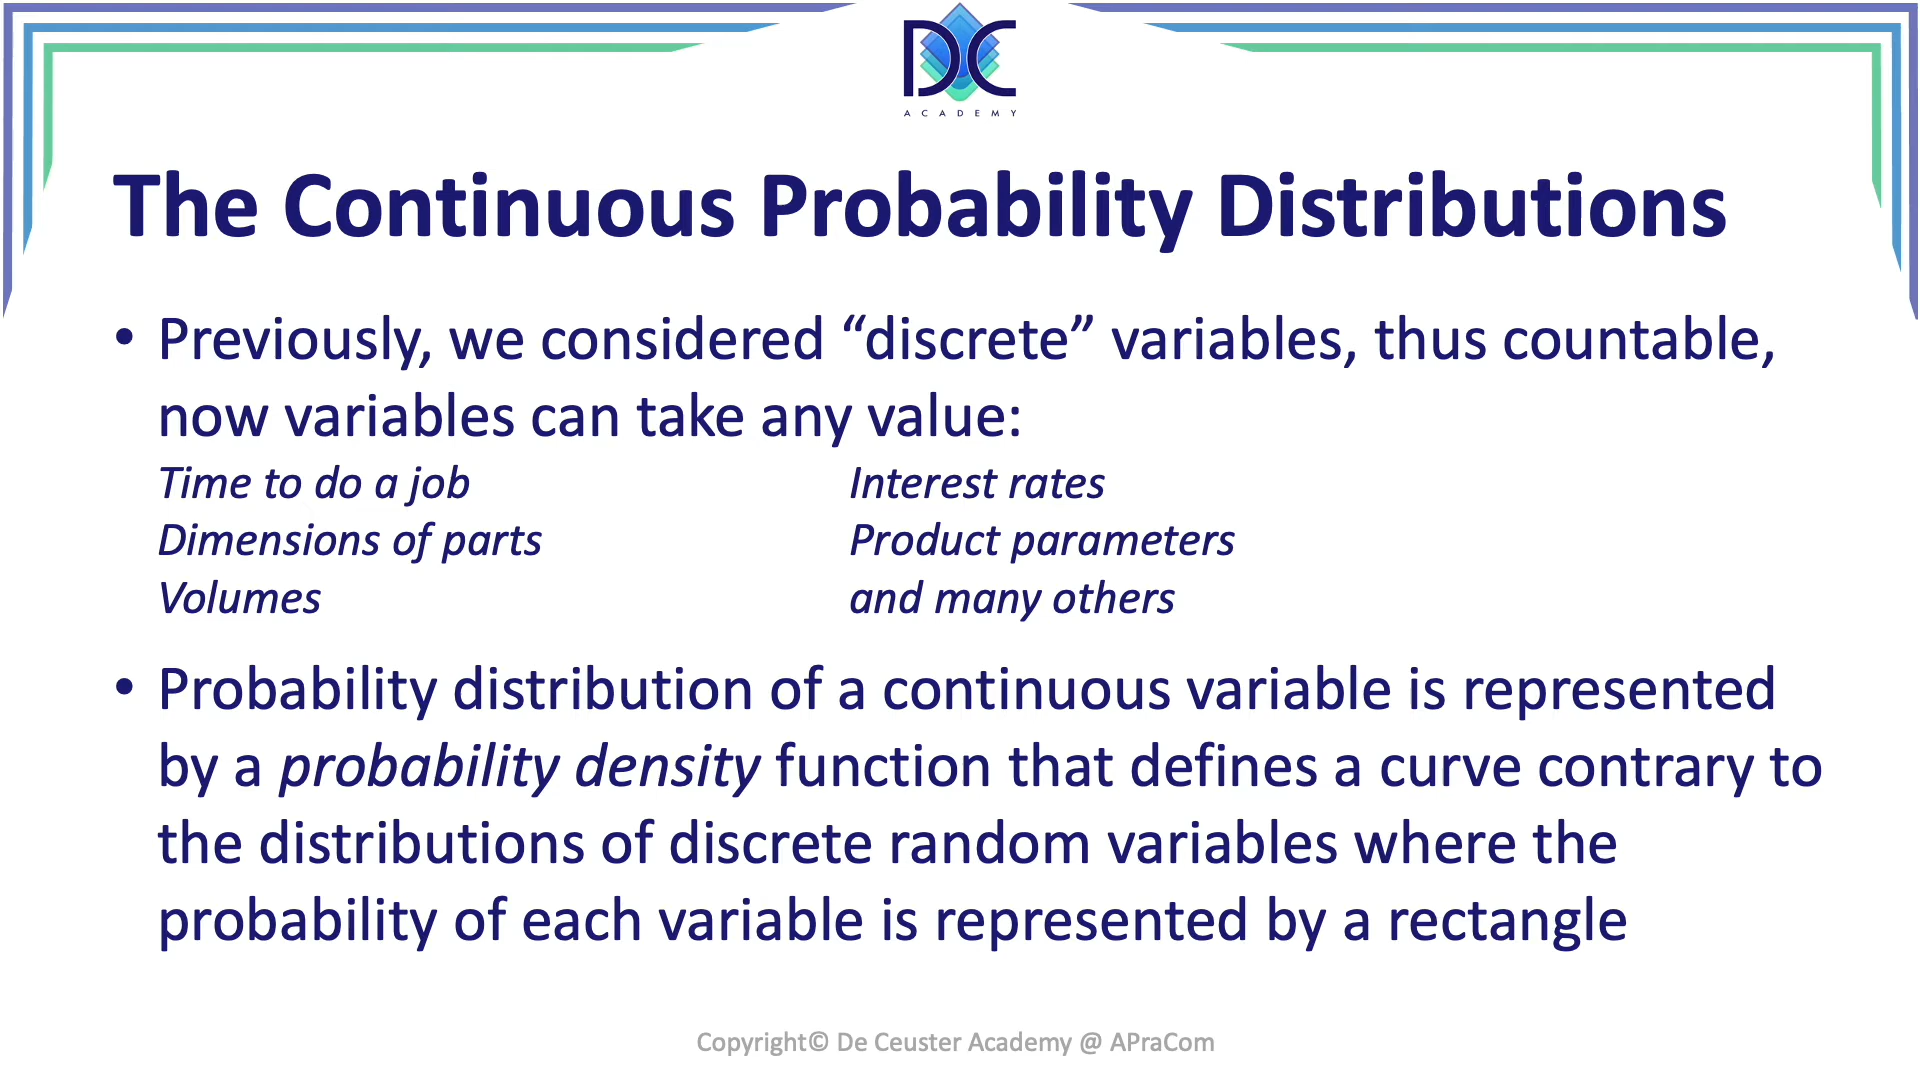 DC
ACADEMY
The Continuous Probability Distributions
• Previously, we considered “discrete” variables, thus countable,
now variables can take any value:
Time to do a job Interest rates
Dimensions of parts Product parameters
Volumes and many others
• Probability distribution of a continuous variable is represented
by a probability density function that defines a curve contrary to
the distributions of discrete random variables where the
probability of each variable is represented by a rectangle
Copyright© De Ceuster Academy @ APraCom